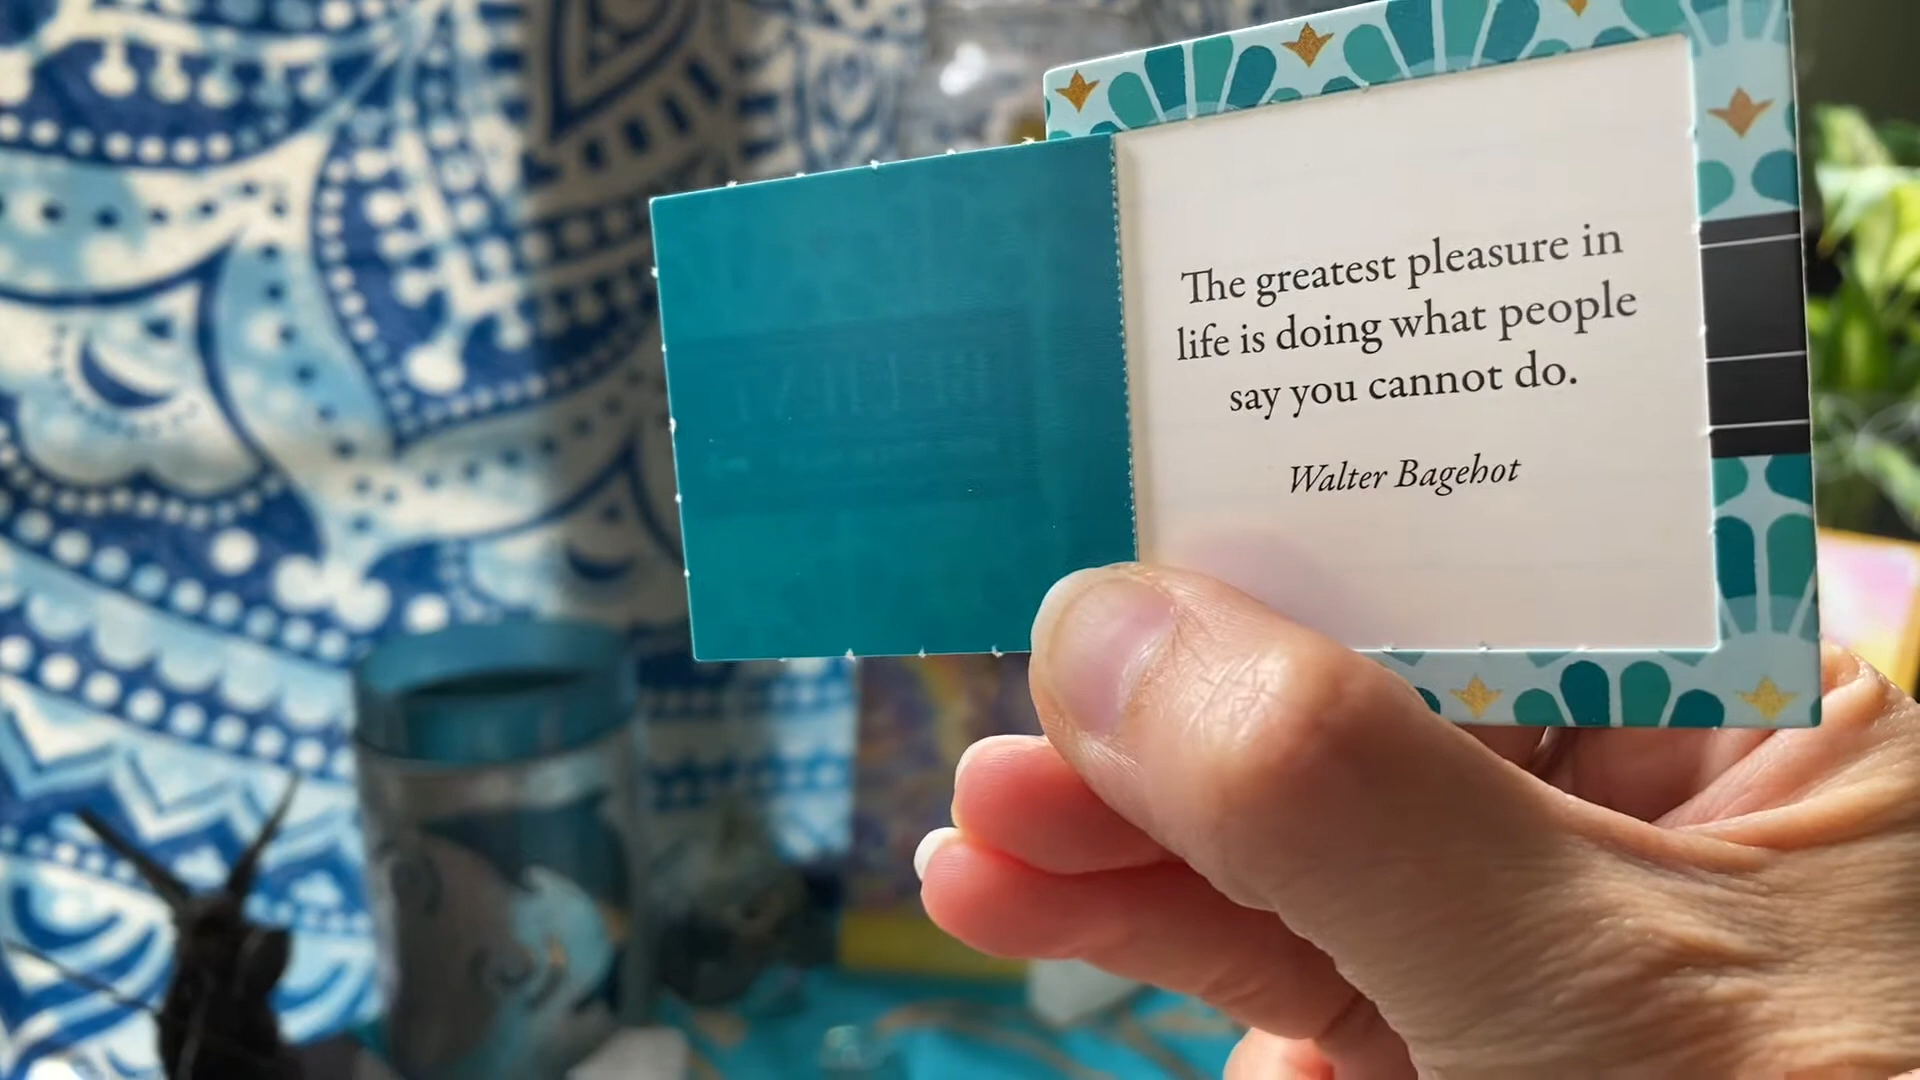 The greatest pleasure in
life is doing what people
say you cannot do.
Walter Bagehot